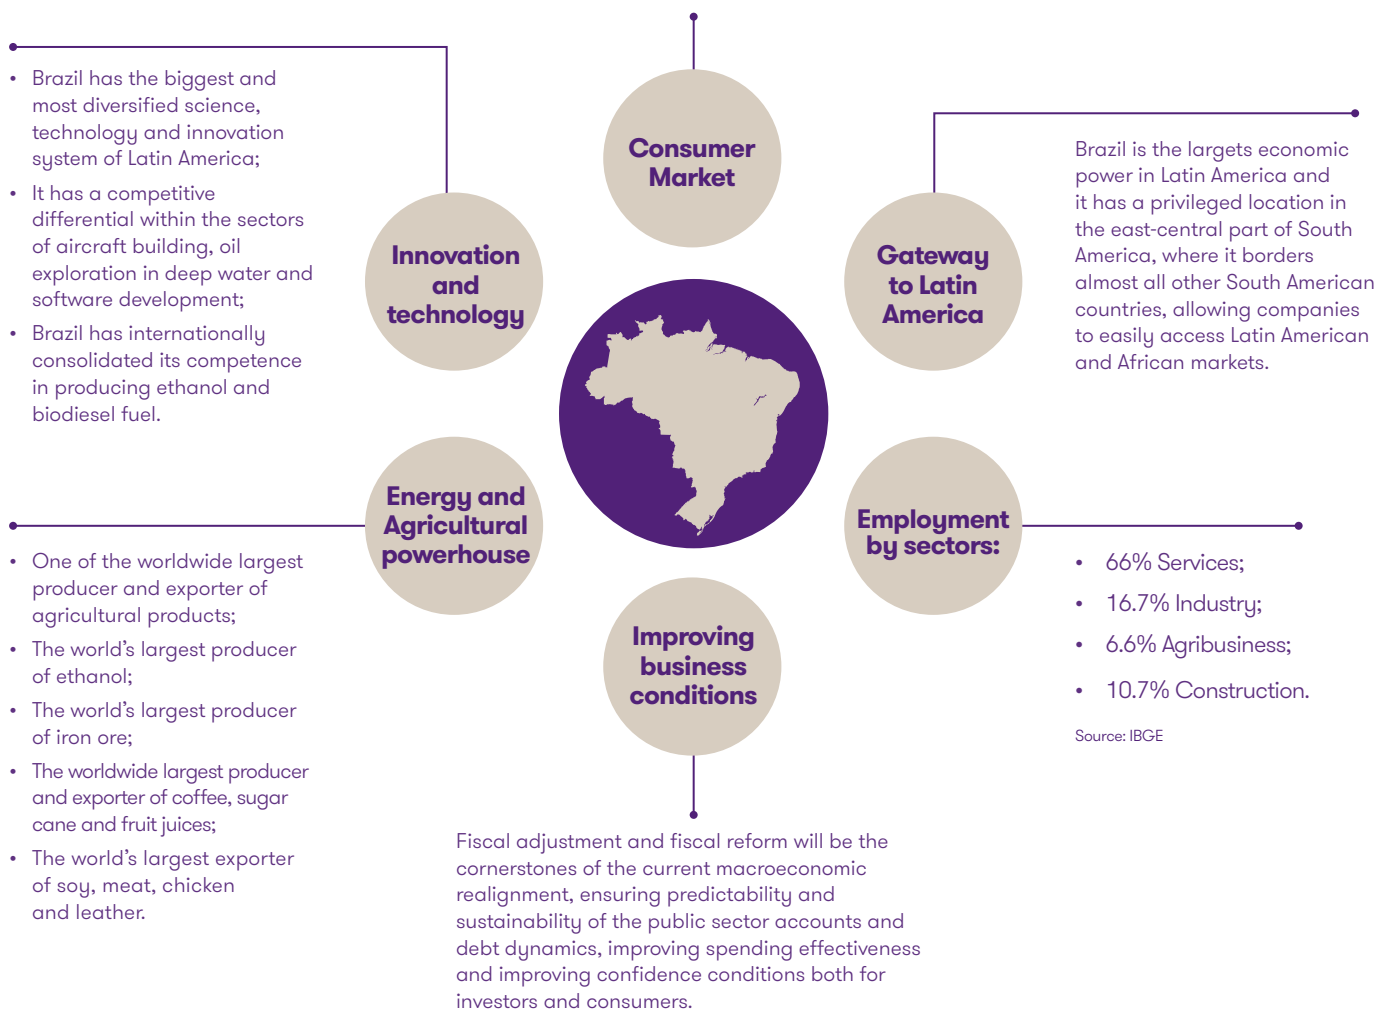 Consumer
Market
Innovation
and
technology
• Brazil has the biggest and
most diversified science,
technology and innovation
system of Latin America;
• It has a competitive
differential within the sectors
of aircraft building, oil
exploration in deep water and
software development;
• Brazil has internationally
consolidated its competence
in producing ethanol and
biodiesel fuel.
Gateway
to Latin
America
Brazil is the largets economic
power in Latin America and
it has a privileged location in
the east-central part of South
America, where it borders
almost all other South American
countries, allowing companies
to easily access Latin American
and African markets.
Energy and
Agricultural
powerhouse
• One of the worldwide largest
producer and exporter of
agricultural products;
• The world’s largest producer
of ethanol;
• The world’s largest producer
of iron ore;
• The worldwide largest producer
and exporter of coffee, sugar
cane and fruit juices;
• The world’s largest exporter
of soy, meat, chicken
and leather.
Employment
by sectors:
• 66% Services;
• 16.7% Industry;
• 6.6% Agribusiness;
• 10.7% Construction.
Source: IBGE
Improving
business
conditions
Fiscal adjustment and fiscal reform will be the
cornerstones of the current macroeconomic
realignment, ensuring predictability and
sustainability of the public sector accounts and
debt dynamics, improving spending effectiveness
and improving confidence conditions both for
investors and consumers.